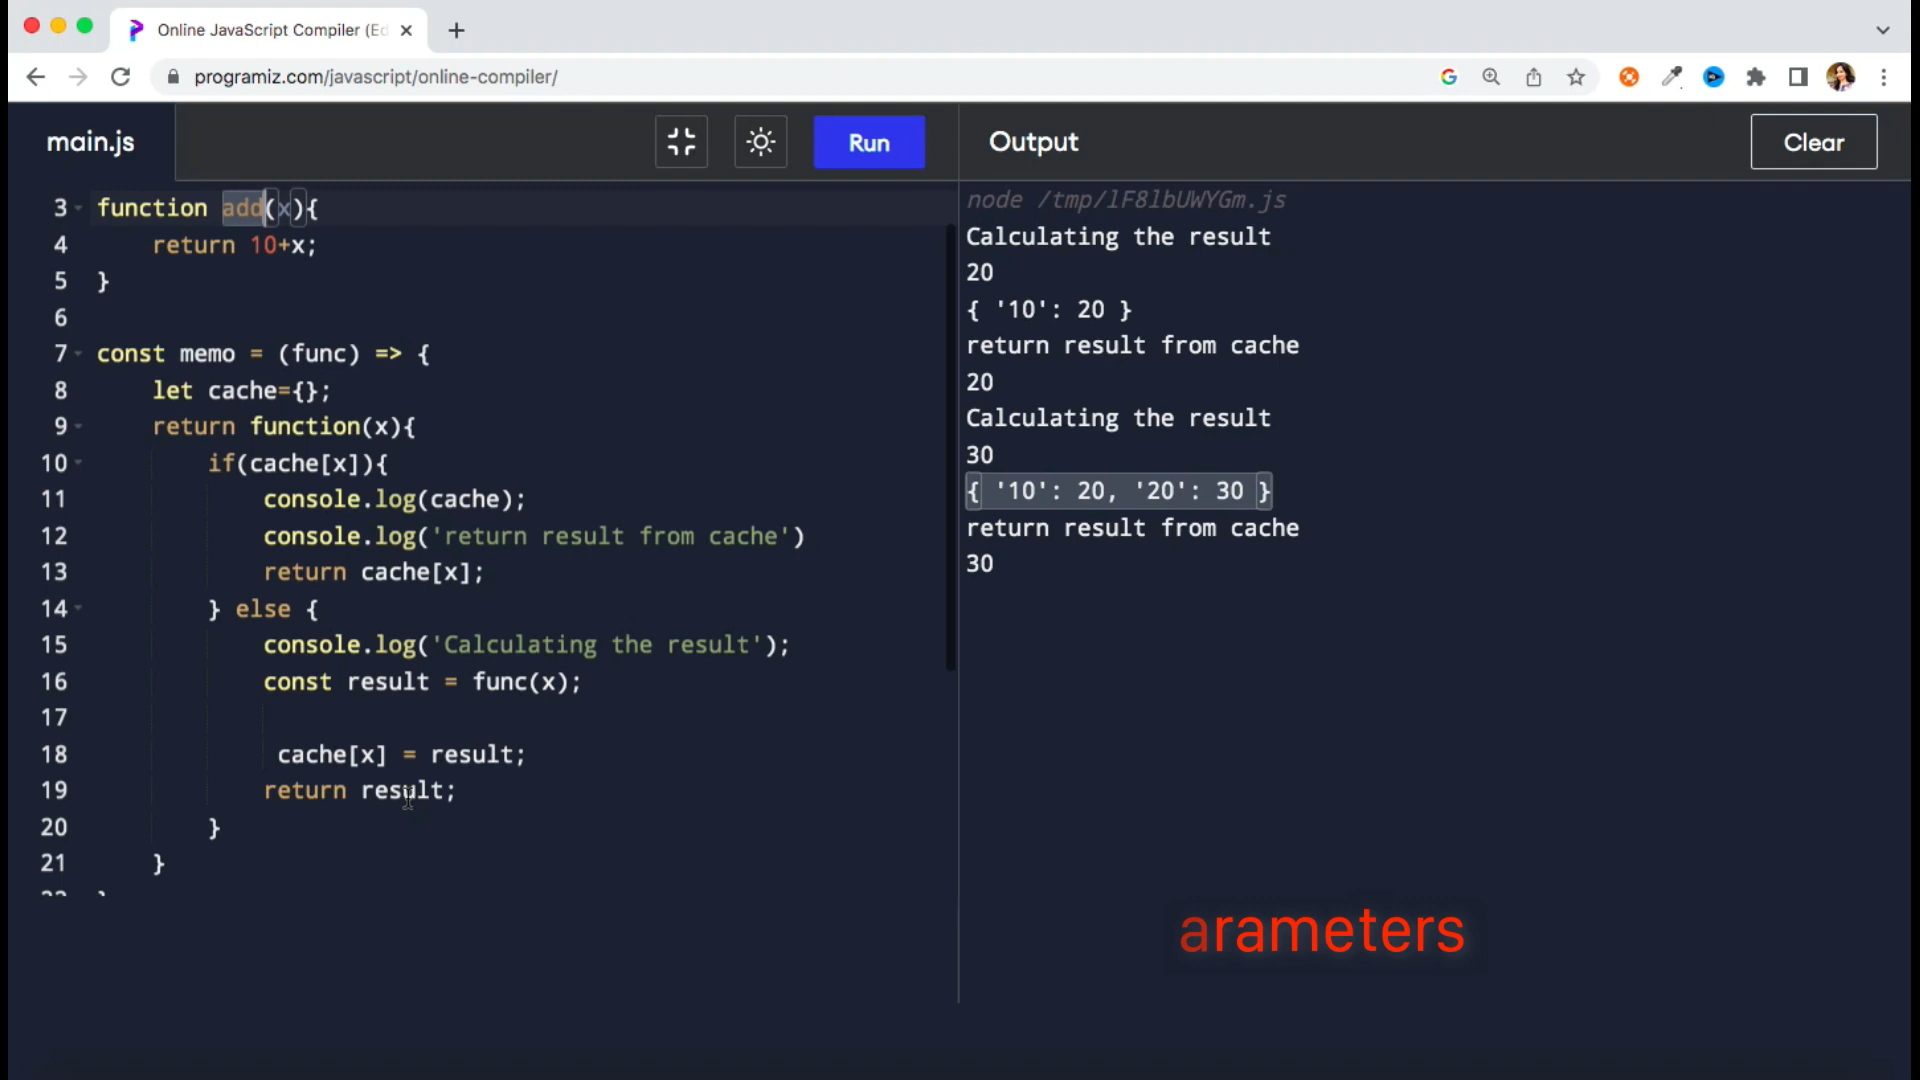 Online JavaScript Compiler (Ed
programiz.com/javascript/online-compiler/
main.js
Run
Output
Clear
3 function add(x){
4 return 10+x;
5 }
6
7 const memo = (func) => {
8 let cache={};
9 return function(x){
10 if(cache[x]){
11 console.log(cache);
12 console.log('return result from cache')
13 return cache[x];
14 } else {
15 console.log('Calculating the result');
16 const result = func(x);
17
18 cache[x] = result;
19 return result;
20 }
21 }
node /tmp/lF8lbUWYGm.js
Calculating the result
20
{ '10': 20 }
return result from cache
20
Calculating the result
30
{ '10': 20, '20': 30 }
return result from cache
30
arameters